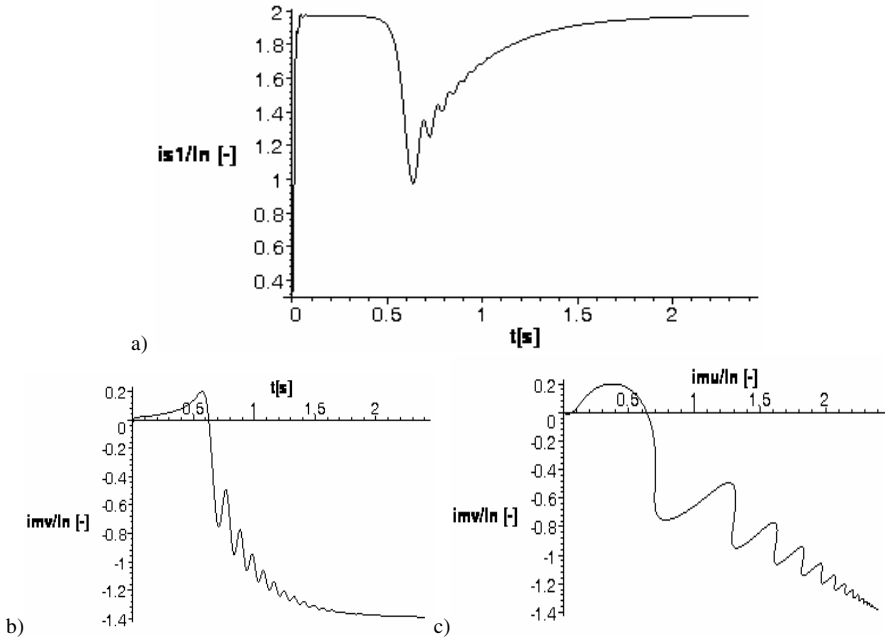 2
1.8
1.6
1.4
1.2
1
0.8
0.6
0.4
is1/In [-]
0 0.5 1 1.5 2
t[s]
a)
t[s]
0.2
0
-0.2
-0.4
-0.6
-0.8
-1
-1.2
-1.4
0.5 1 1.5 2
imv/In [-]
b)
imu/In [-]
0.2
0
-0.2
-0.4
-0.6
-0.8
-1
-1.2
-1.4
0.5 1 1.5 2
imv/In [-]
c)